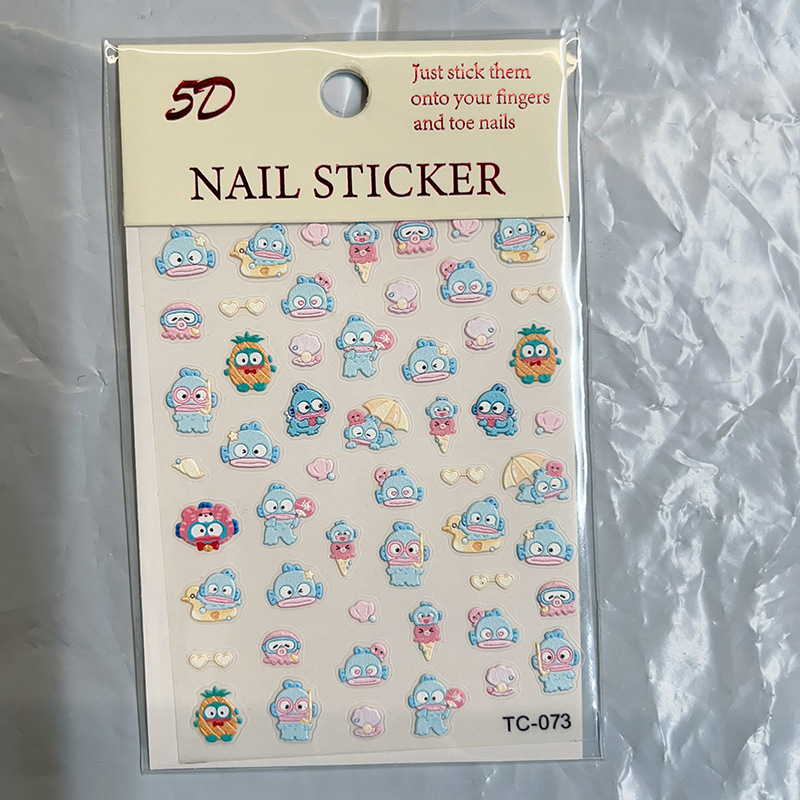 5D
Just stick them
onto your fingers
and toe nails
NAIL STICKER
TC-073